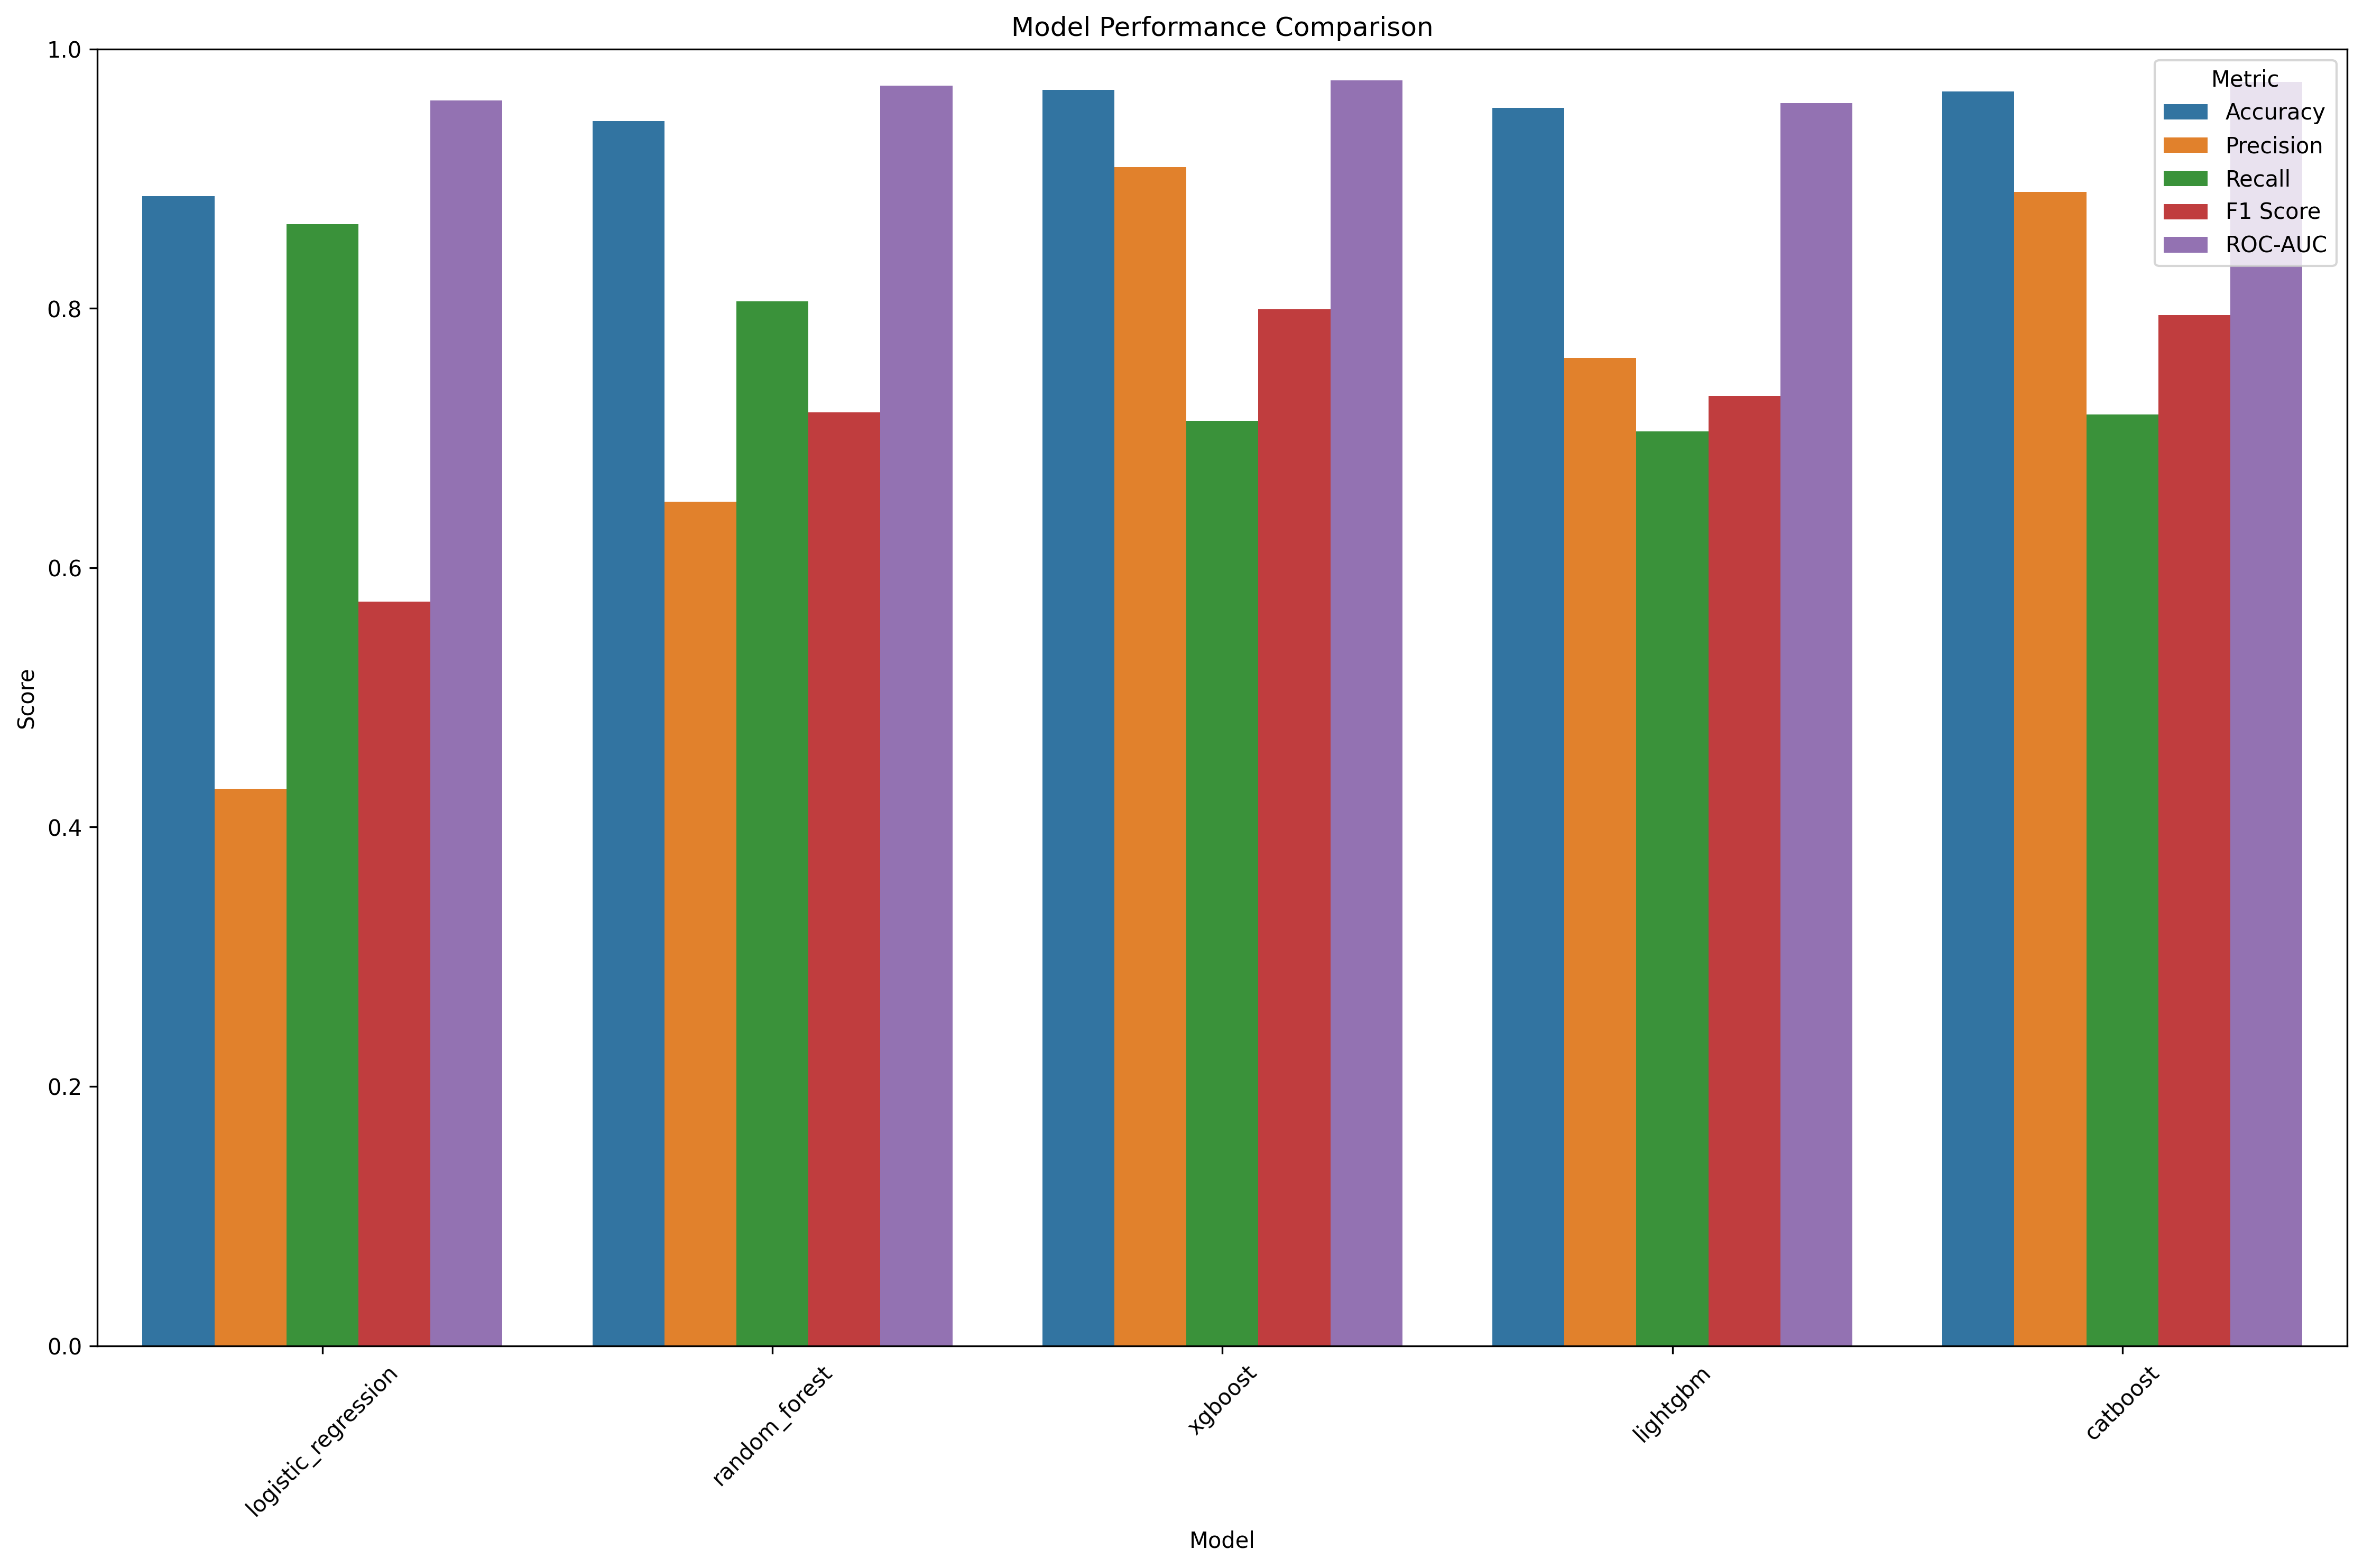 Model Performance Comparison
1.0
0.8
0.6
0.4
0.2
0.0
Score
Metric
Accuracy
Precision
Recall
F1 Score
ROC-AUC
logistic_regression
random_forest
xgboost
lightgbm
catboost
Model